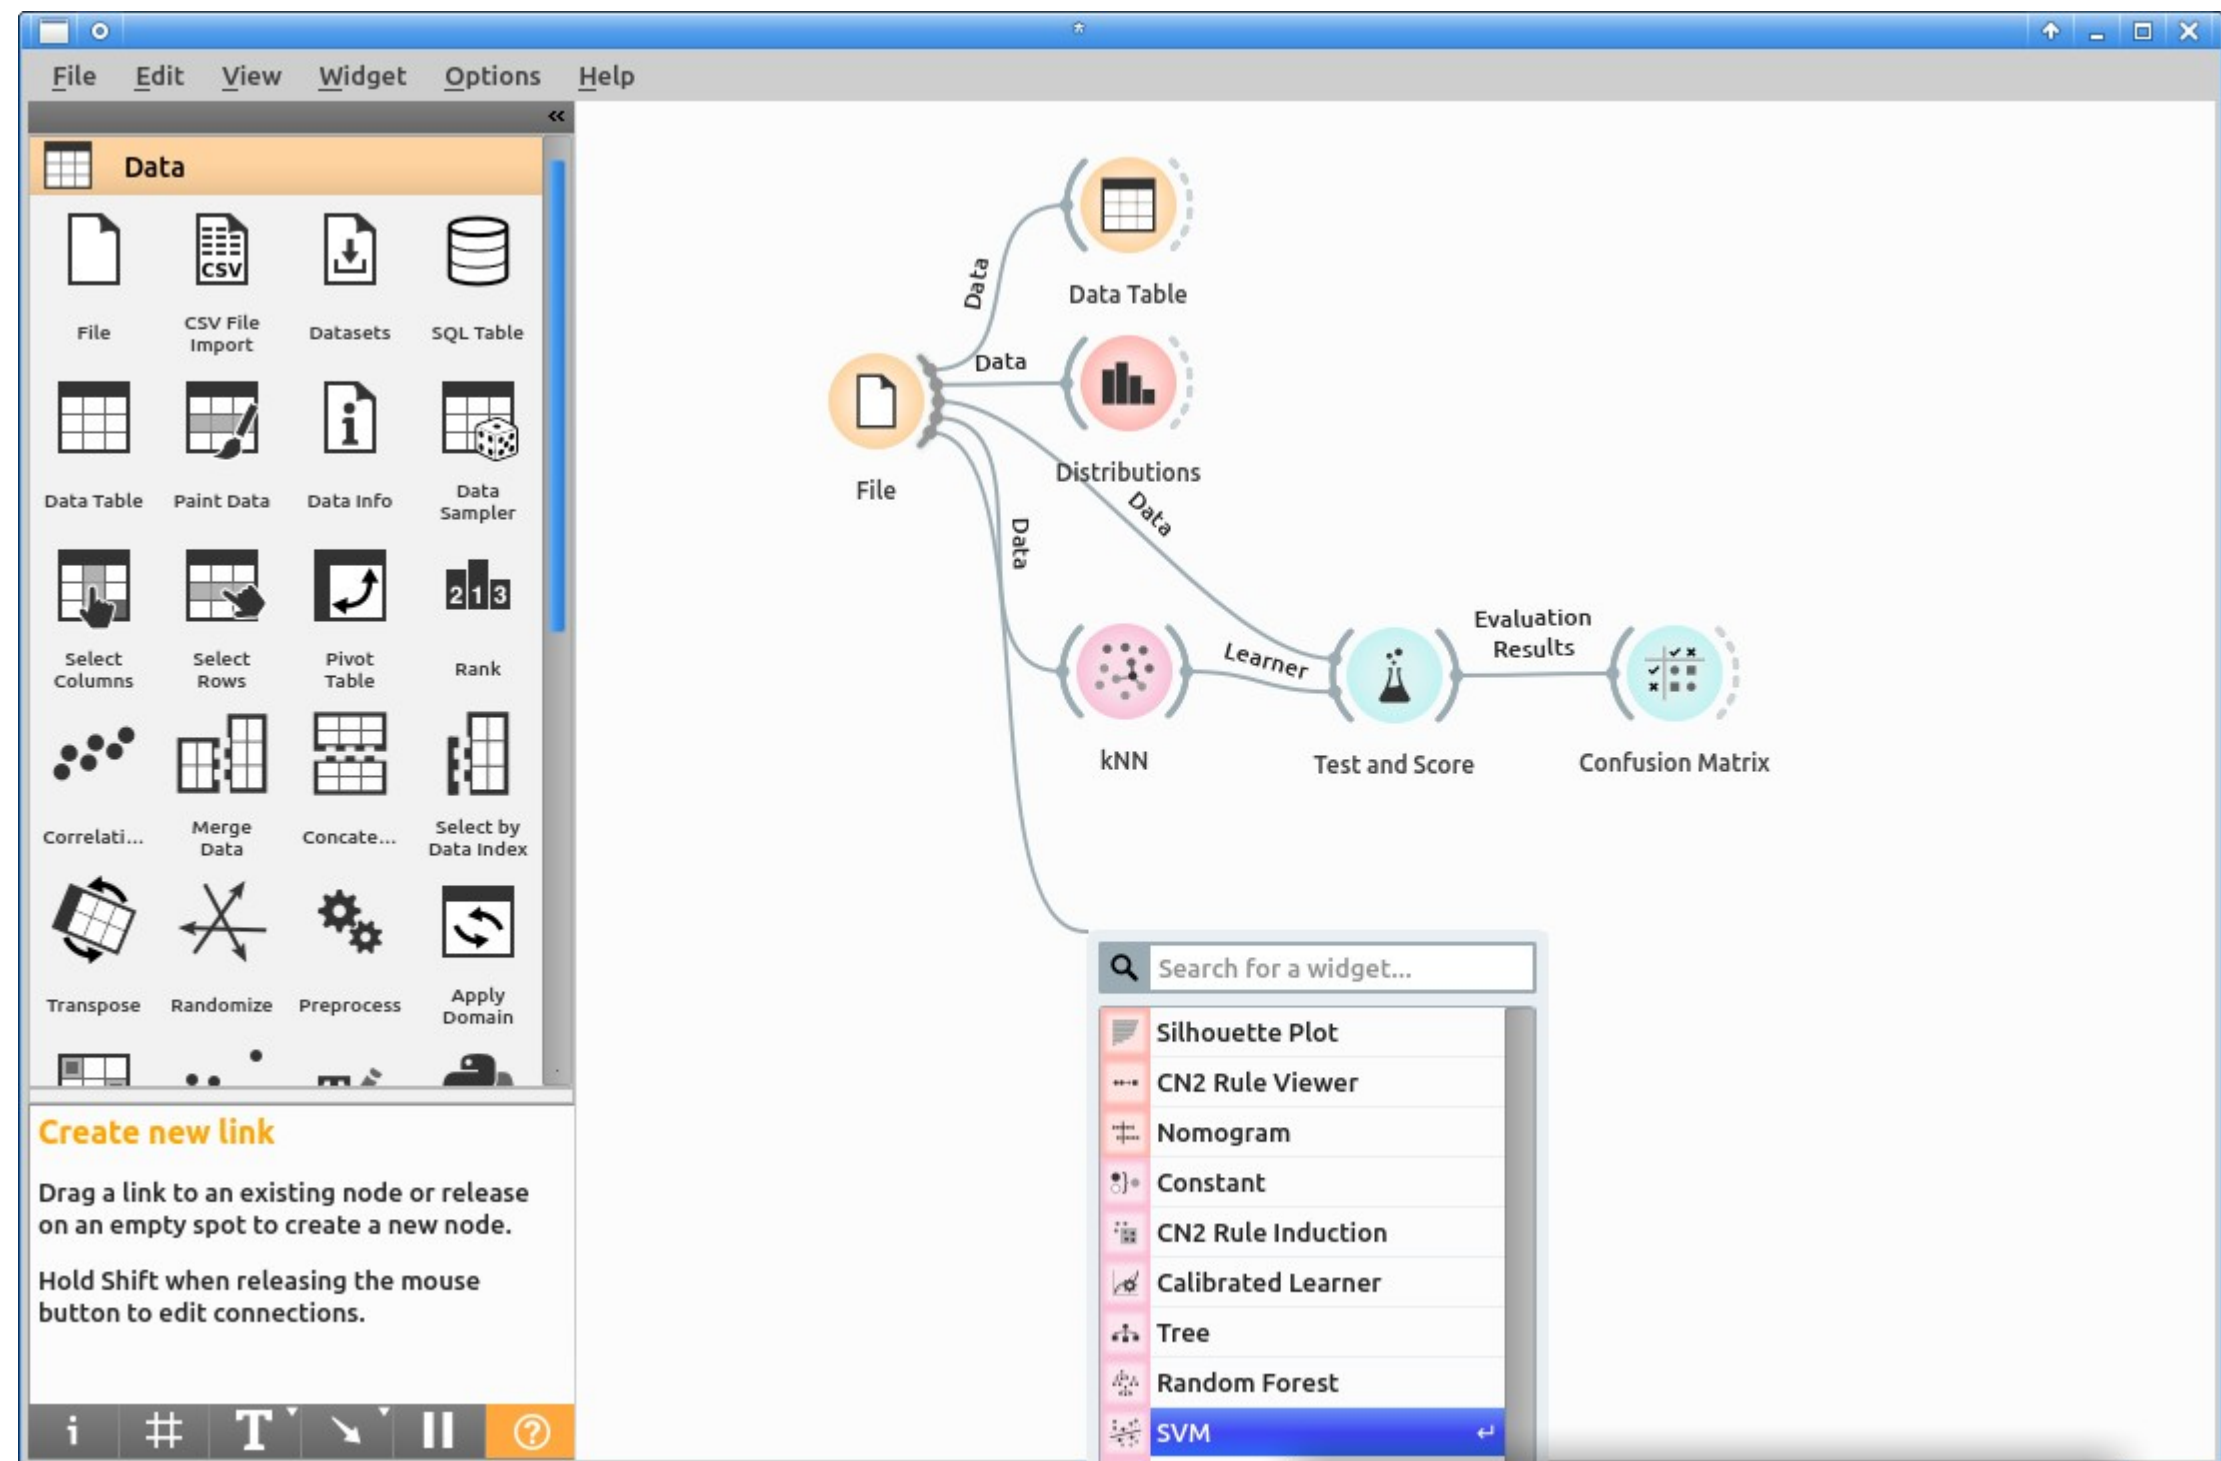 *
File Edit View Widget Options Help
«
Data
File
CSV File
Import
Datasets
SQL Table
CSV
Data Table
Paint Data
Data Info
Data
Sampler
Select
Columns
Select
Rows
Pivot
Table
Rank
2 1 3
Correlati...
Merge
Data
Concate...
Select by
Data Index
Transpose
Randomize
Preprocess
Apply
Domain
Create new link
Drag a link to an existing node or release
on an empty spot to create a new node.
Hold Shift when releasing the mouse
button to edit connections.
i # T ?
Data
Data Table
Data
Distributions
File
Data
Data
kNN
Learner
Test and Score
Evaluation
Results
Confusion Matrix
Search for a widget...
Silhouette Plot
CN2 Rule Viewer
Nomogram
Constant
CN2 Rule Induction
Calibrated Learner
Tree
Random Forest
SVM